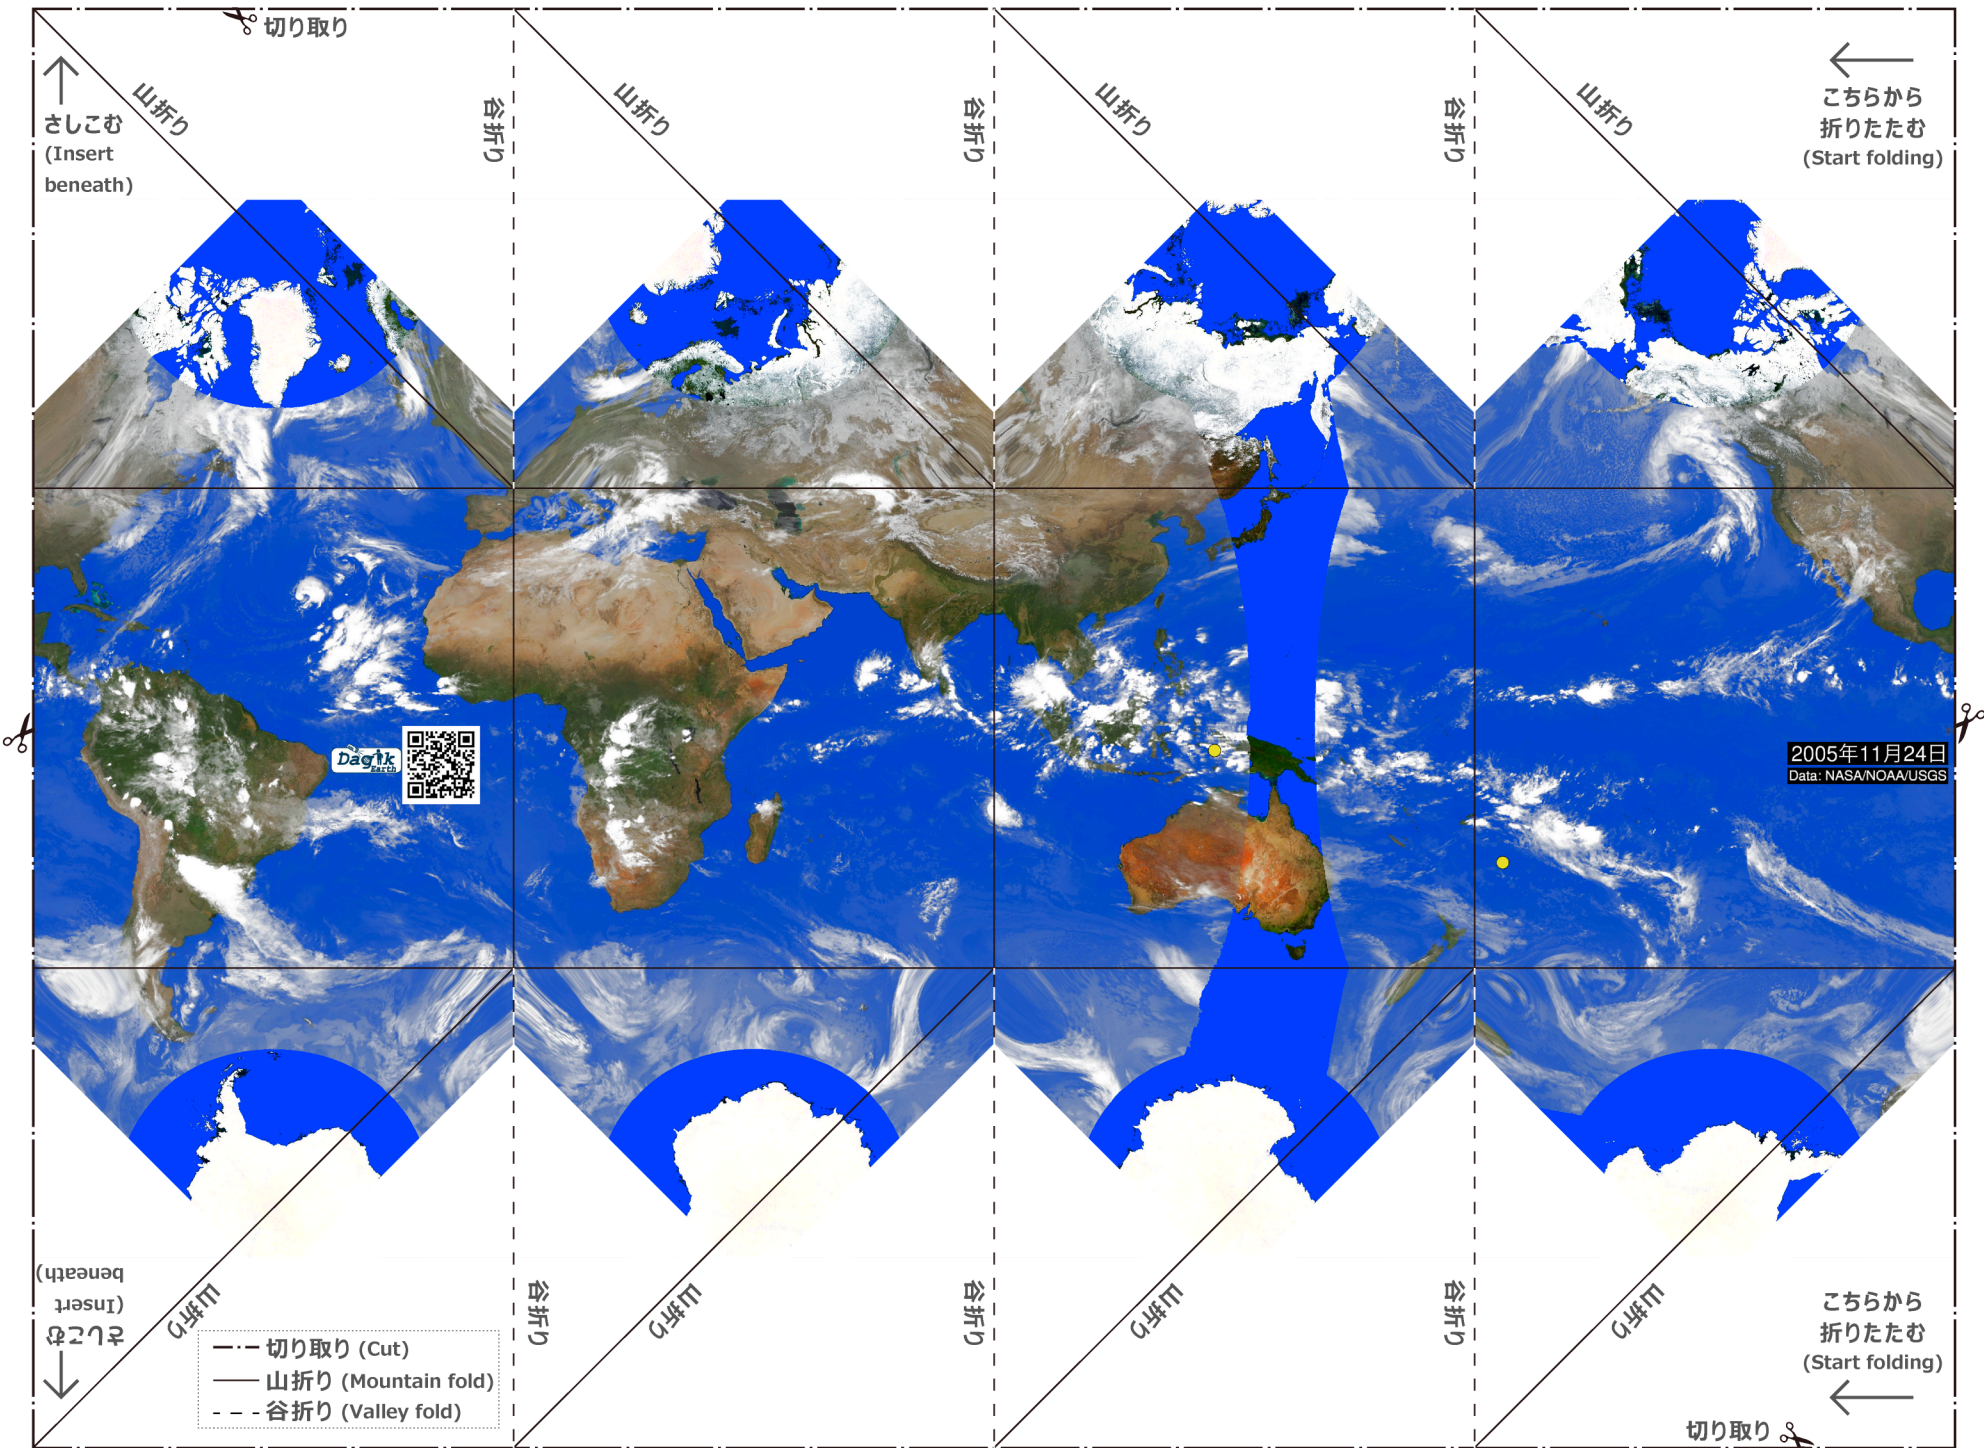 切り取り
さしこむ
(Insert
beneath)
山折り
谷折り
山折り
谷折り
山折り
谷折り
山折り
こちらから
折りたたむ
(Start folding)
Dagik
Earth
2005年11月24日
Data: NASA/NOAA/USGS
さしこむ
(Insert
beneath)
山折り
谷折り
山折り
谷折り
山折り
谷折り
山折り
こちらから
折りたたむ
(Start folding)
切り取り (Cut)
山折り (Mountain fold)
谷折り (Valley fold)
切り取り